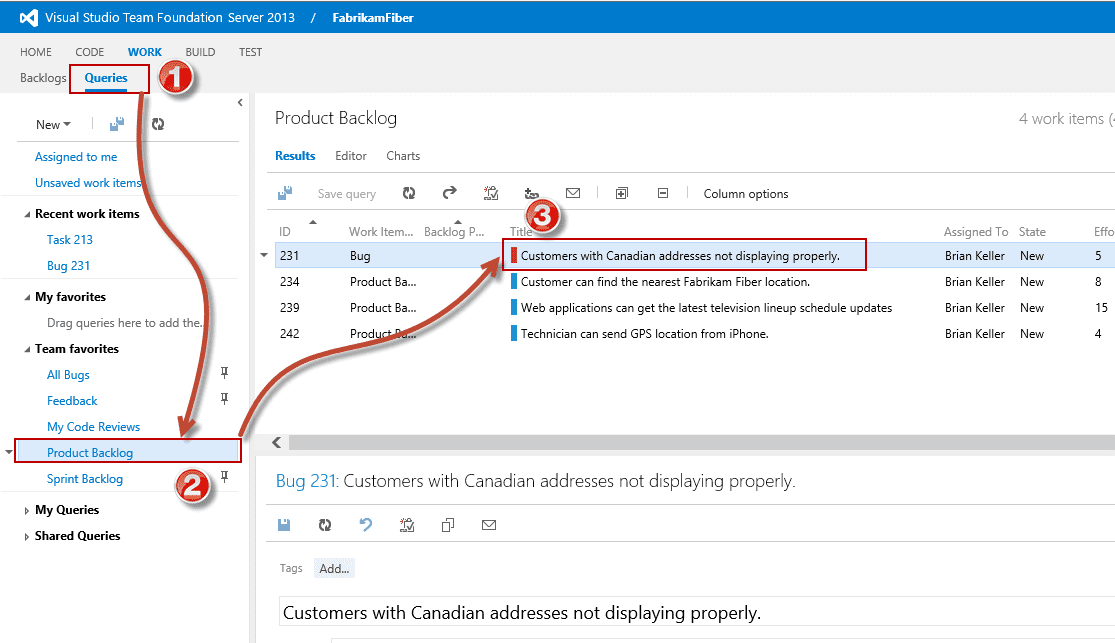 Visual Studio Team Foundation Server 2013 / FabrikamFiber
HOME CODE WORK BUILD TEST
Backlogs Queries 1
New
Assigned to me
Unsaved work items
Recent work items
Task 213
Bug 231
My favorites
Drag queries here to add the...
Team favorites
All Bugs
Feedback
My Code Reviews
Product Backlog
Sprint Backlog
2
My Queries
Shared Queries
Product Backlog 4 work items (
Results Editor Charts
Save query Column options
3
ID Work Item... Backlog P... Title Assigned To State Effo
231 Bug Customers with Canadian addresses not displaying properly. Brian Keller New 5
234 Product Ba... Customer can find the nearest Fabrikam Fiber location. Brian Keller New 8
239 Product Ba... Web applications can get the latest television lineup schedule updates Brian Keller New 15
242 Product Ba... Technician can send GPS location from iPhone. Brian Keller New 4
Bug 231: Customers with Canadian addresses not displaying properly.
Tags Add...
Customers with Canadian addresses not displaying properly.